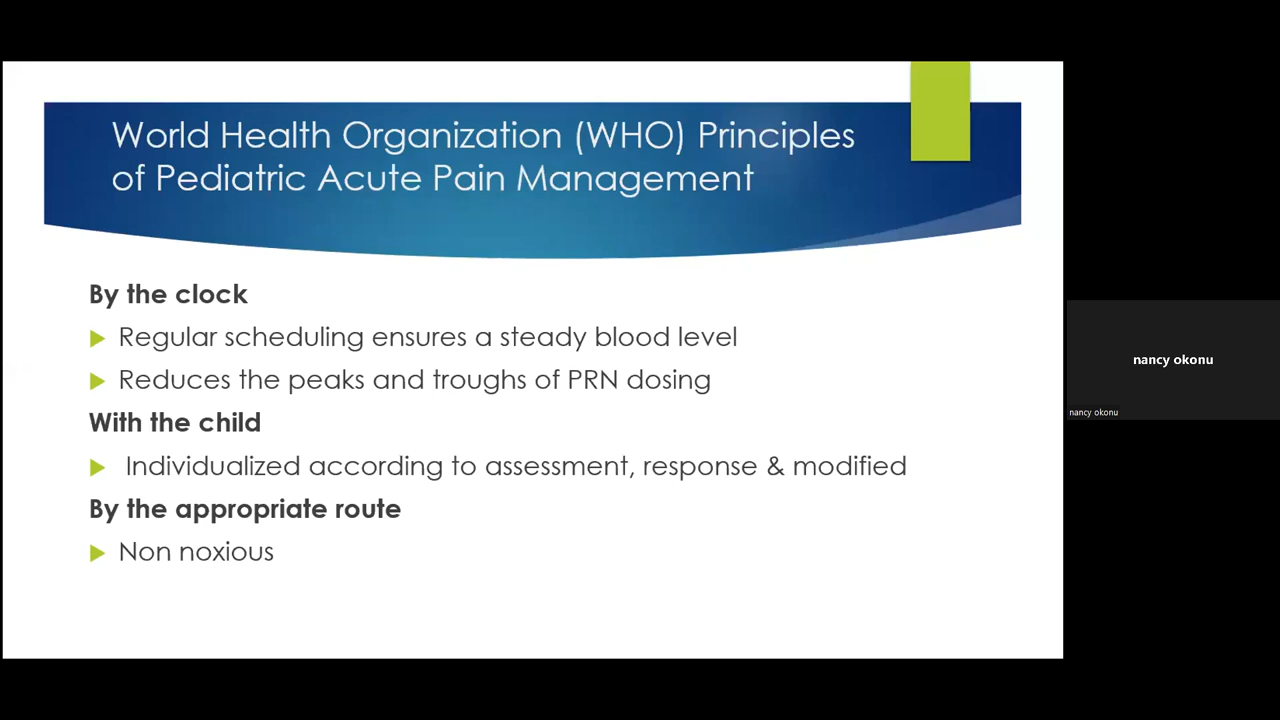 World Health Organization (WHO) Principles
of Pediatric Acute Pain Management
By the clock
Regular scheduling ensures a steady blood level
Reduces the peaks and troughs of PRN dosing
With the child
Individualized according to assessment, response & modified
By the appropriate route
Non noxious
nancy okonu
nancy okonu